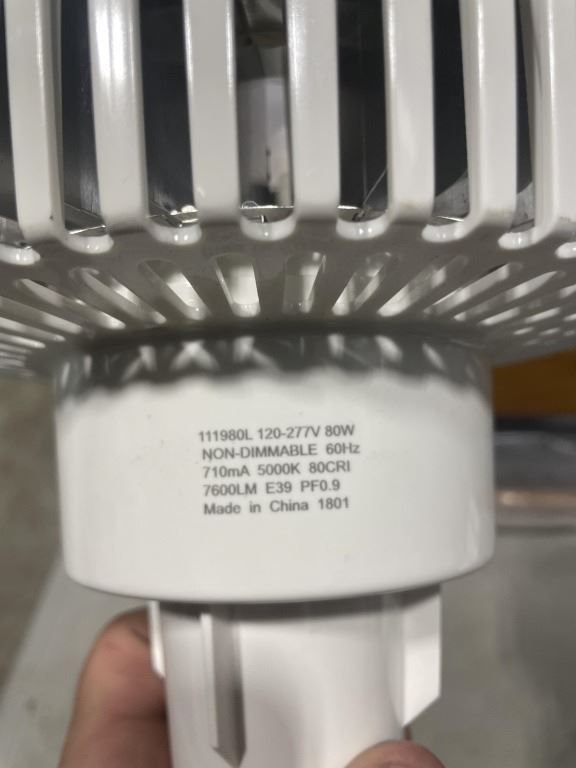 111980L 120-277V 80W
NON-DIMMABLE 60Hz
710mA 5000K 80CRI
7600LM E39 PF0.9
Made in China 1801